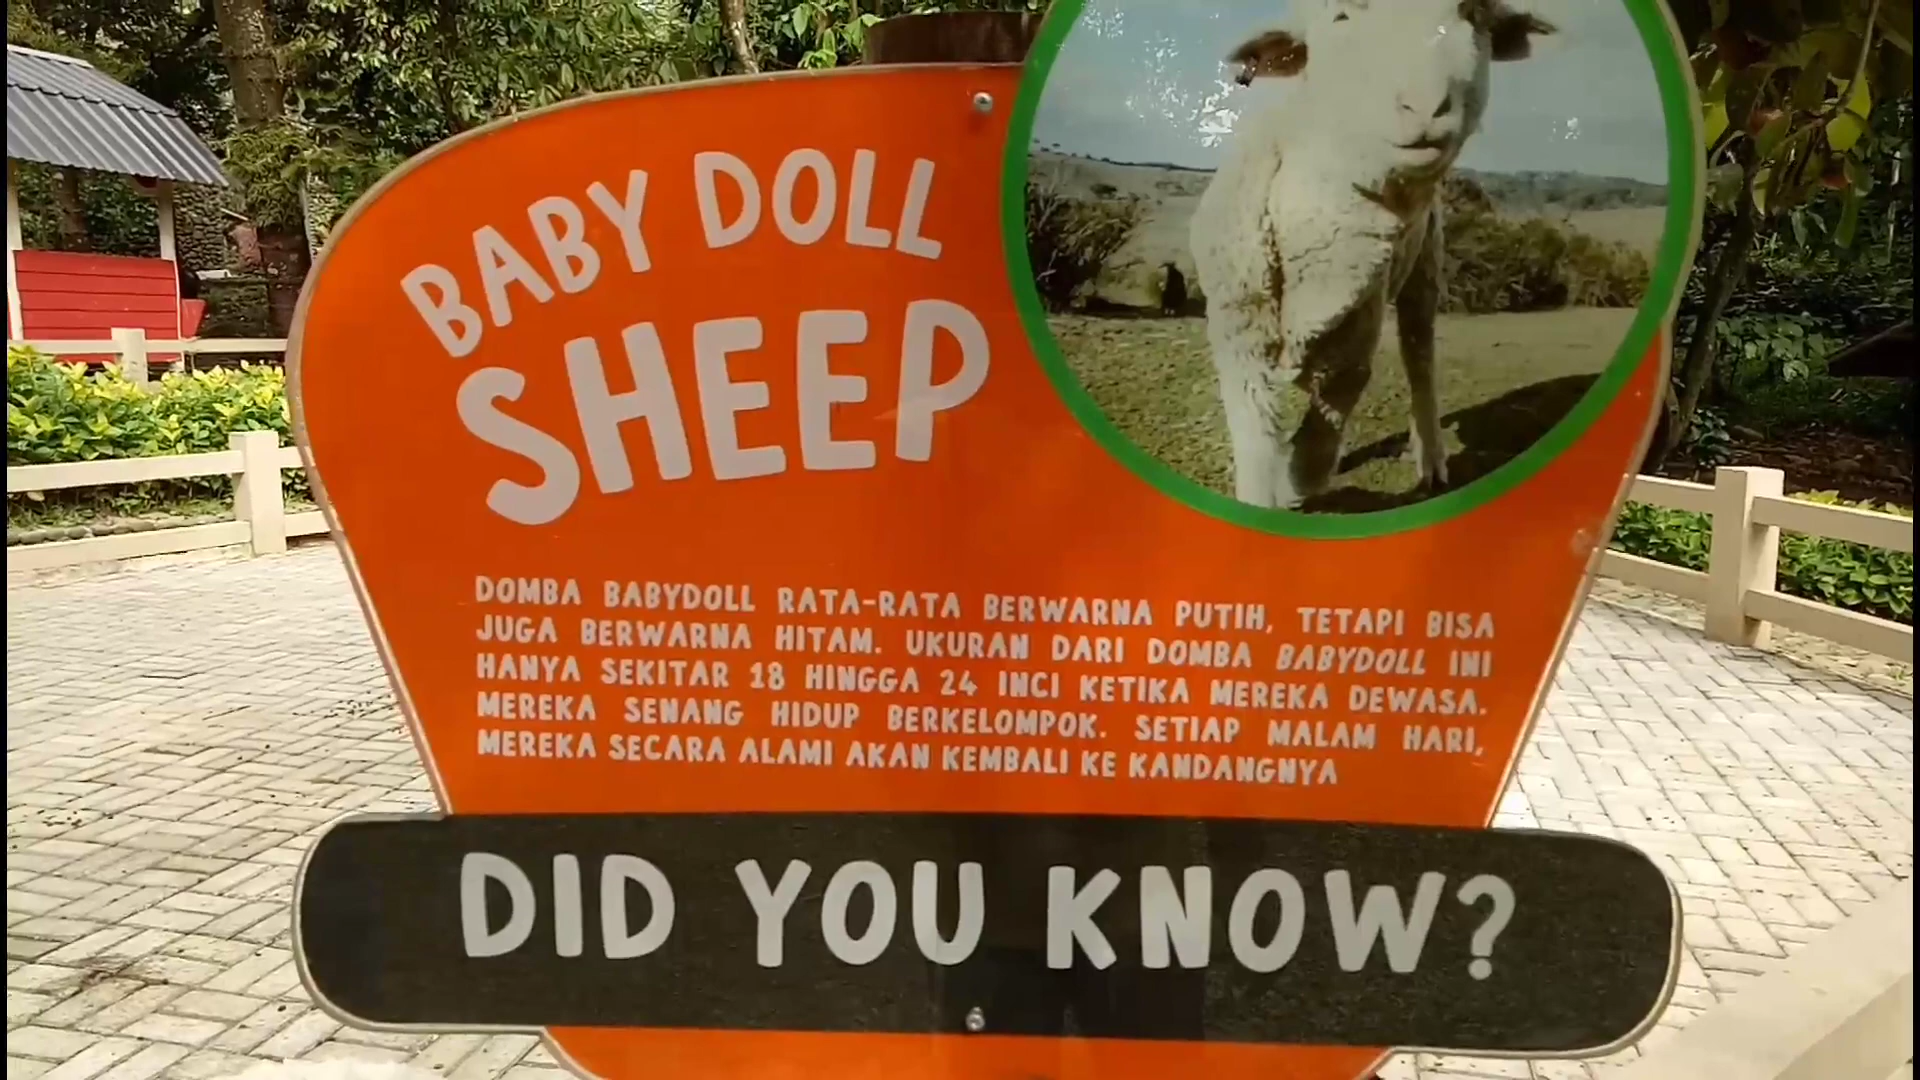 BABY DOLL
SHEEP
DOMBA BABYDOLL RATA-RATA BERWARNA PUTIH, TETAPI BISA
JUGA BERWARNA HITAM. UKURAN DARI DOMBA BABYDOLL INI
HANYA SEKITAR 18 HINGGA 24 INCI KETIKA MEREKA DEWASA.
MEREKA SENANG HIDUP BERKELOMPOK. SETIAP MALAM HARI,
MEREKA SECARA ALAMI AKAN KEMBALI KE KANDANGNYA
DID YOU KNOW?